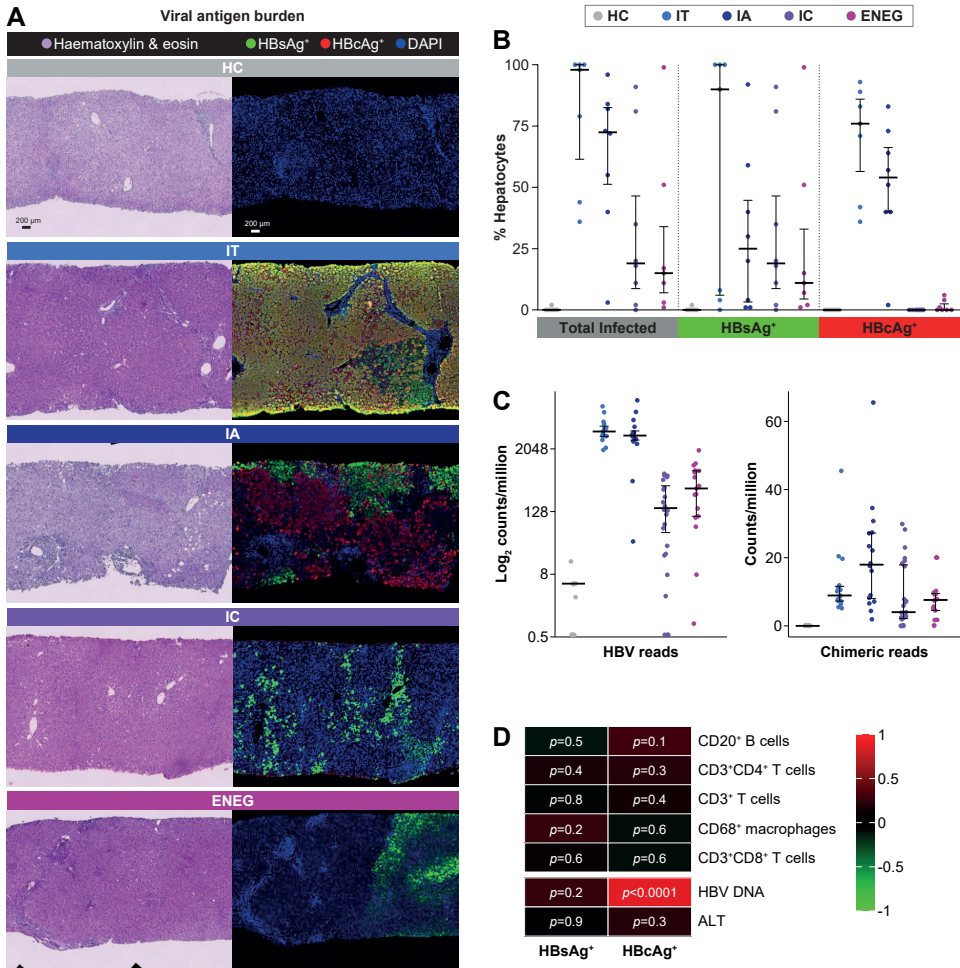 A
Viral antigen burden
Haematoxylin & eosin HBsAg⁺ HBcAg⁺ DAPI
HC
200 µm 200 µm
IT
IA
IC
ENEG
HC IT IA IC ENEG
B
100
75
50
25
0
% Hepatocytes
Total Infected HBsAg⁺ HBcAg⁺
C
2048
128
8
0.5
Log₂ counts/million
HBV reads
60
40
20
0
Counts/million
Chimeric reads
D
p=0.5 p=0.1 CD20⁺ B cells
p=0.4 p=0.3 CD3⁺CD4⁺ T cells
p=0.8 p=0.4 CD3⁺ T cells
p=0.2 p=0.6 CD68⁺ macrophages
p=0.6 p=0.6 CD3⁺CD8⁺ T cells
p=0.2 p<0.0001 HBV DNA
p=0.9 p=0.3 ALT
HBsAg⁺ HBcAg⁺
1
0.5
0
-0.5
-1